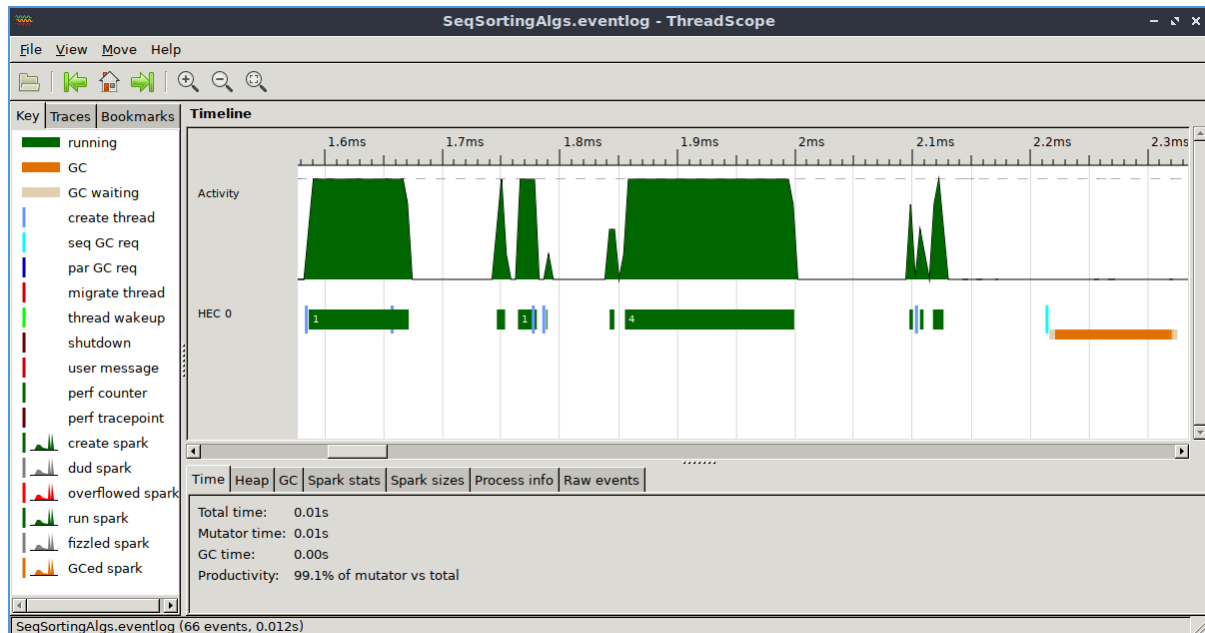 SeqSortingAlgs.eventlog - ThreadScope
File View Move Help
Key Traces Bookmarks
running
GC
GC waiting
create thread
seq GC req
par GC req
migrate thread
thread wakeup
shutdown
user message
perf counter
perf tracepoint
create spark
dud spark
overflowed spark
run spark
fizzled spark
GCed spark
Timeline
1.6ms 1.7ms 1.8ms 1.9ms 2ms 2.1ms 2.2ms 2.3ms
Activity
HEC 0
1 1 4
Time Heap GC Spark stats Spark sizes Process info Raw events
Total time: 0.01s
Mutator time: 0.01s
GC time: 0.00s
Productivity: 99.1% of mutator vs total
SeqSortingAlgs.eventlog (66 events, 0.012s)